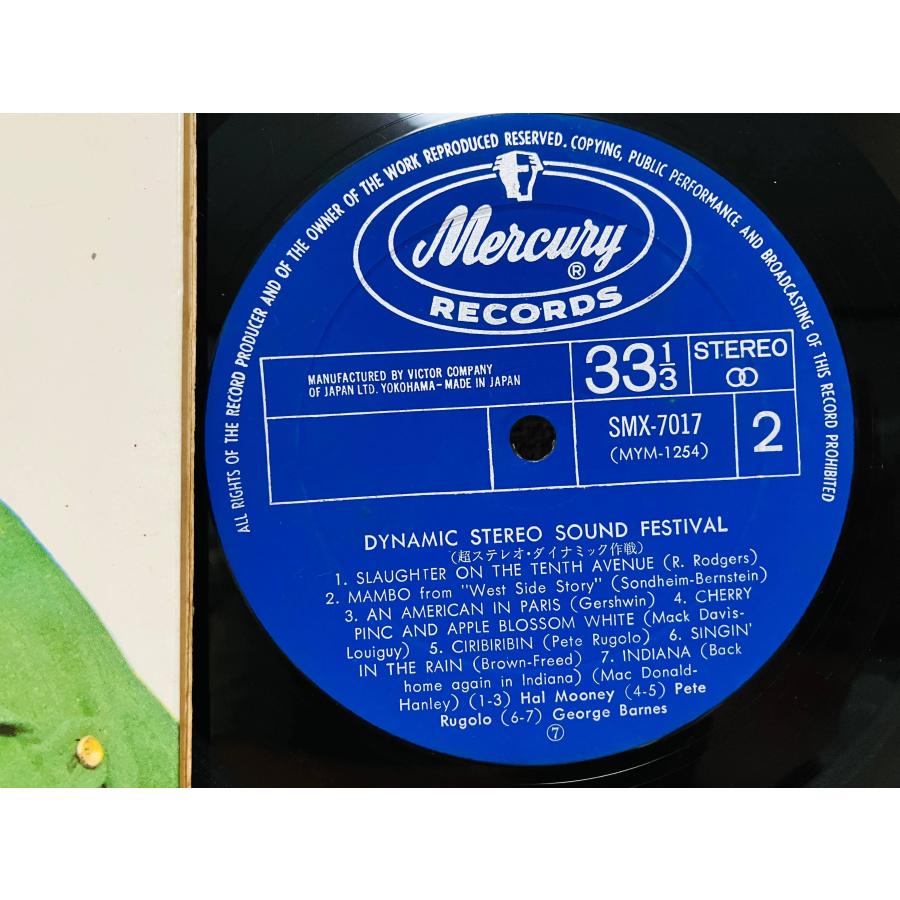 ALL RIGHTS OF THE RECORD PRODUCER AND OF THE OWNER OF THE WORK REPRODUCED RESERVED. COPYING, PUBLIC PERFORMANCE AND BROADCASTING OF THIS RECORD PROHIBITED
Mercury
®
RECORDS
MANUFACTURED BY VICTOR COMPANY
OF JAPAN LTD. YOKOHAMA–MADE IN JAPAN
33 1/3
STEREO
SMX-7017
(MYM-1254)
2
DYNAMIC STEREO SOUND FESTIVAL
(超ステレオ・ダイナミック作戦)
1. SLAUGHTER ON THE TENTH AVENUE (R. Rodgers)
2. MAMBO from "West Side Story" (Sondheim-Bernstein)
3. AN AMERICAN IN PARIS (Gershwin) 4. CHERRY
PINC AND APPLE BLOSSOM WHITE (Mack Davis-
Louiguy) 5. CIRIBIRIBIN (Pete Rugolo) 6. SINGIN'
IN THE RAIN (Brown-Freed) 7. INDIANA (Back
home again in Indiana) (Mac Donald-
Hanley) (1-3) Hal Mooney (4-5) Pete
Rugolo (6-7) George Barnes
⑦